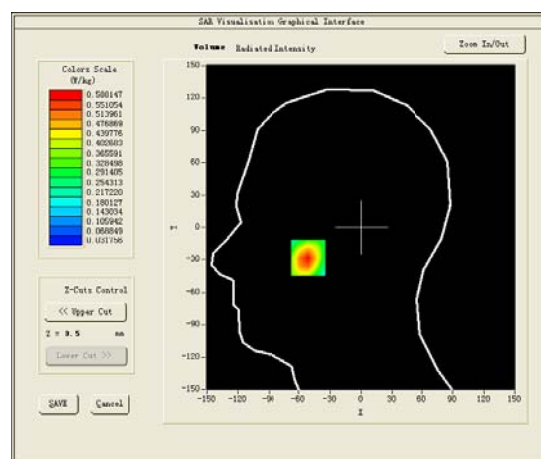 SAR Visualisation Graphical Interface
Volume Radiated Intensity
Zoom In/Out
Colors Scale
(W/kg)
0.588147
0.551054
0.513961
0.476869
0.439776
0.402683
0.365591
0.328498
0.291405
0.254313
0.217220
0.180127
0.143034
0.105942
0.068849
0.031756
150
120
90
60
30
0
-30
-60
-90
-120
-150
Y
-150 -120 -90 -60 -30 0 30 60 90 120 150
X
Z-Cuts Control
<< Upper Cut
Z = 0.5 mm
Lower Cut >>
SAVE
Cancel